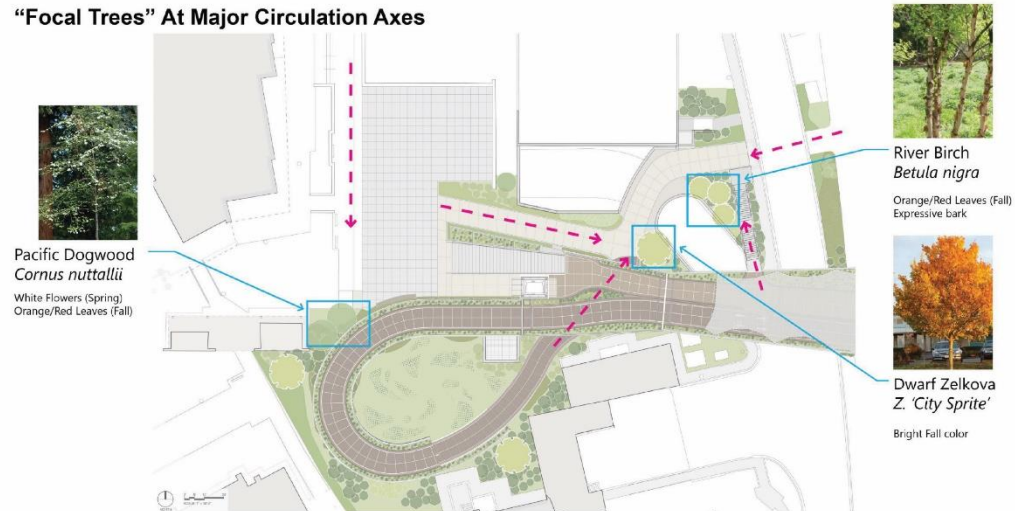 “Focal Trees” At Major Circulation Axes
Pacific Dogwood
Cornus nuttallii
White Flowers (Spring)
Orange/Red Leaves (Fall)
River Birch
Betula nigra
Orange/Red Leaves (Fall)
Expressive bark
Dwarf Zelkova
Z. ‘City Sprite’
Bright Fall color